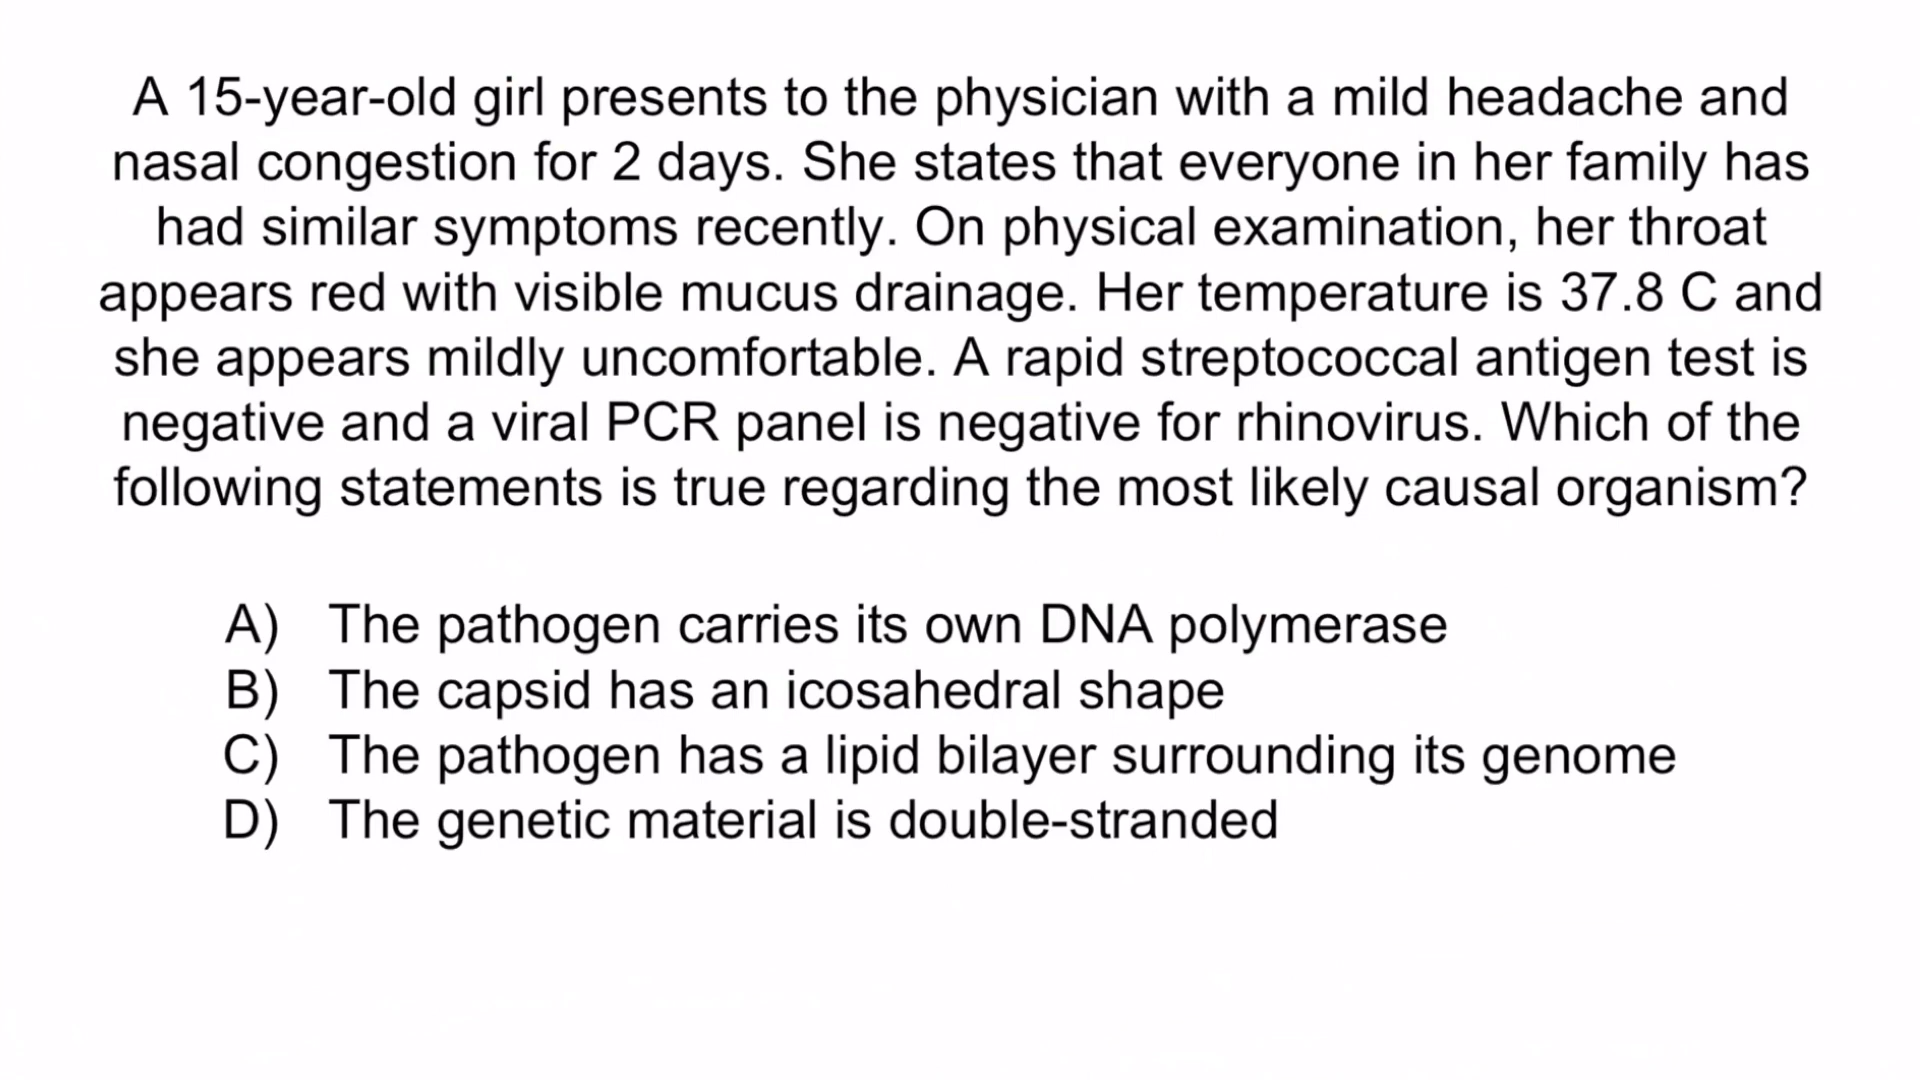 A 15-year-old girl presents to the physician with a mild headache and
nasal congestion for 2 days. She states that everyone in her family has
had similar symptoms recently. On physical examination, her throat
appears red with visible mucus drainage. Her temperature is 37.8 C and
she appears mildly uncomfortable. A rapid streptococcal antigen test is
negative and a viral PCR panel is negative for rhinovirus. Which of the
following statements is true regarding the most likely causal organism?
A) The pathogen carries its own DNA polymerase
B) The capsid has an icosahedral shape
C) The pathogen has a lipid bilayer surrounding its genome
D) The genetic material is double-stranded